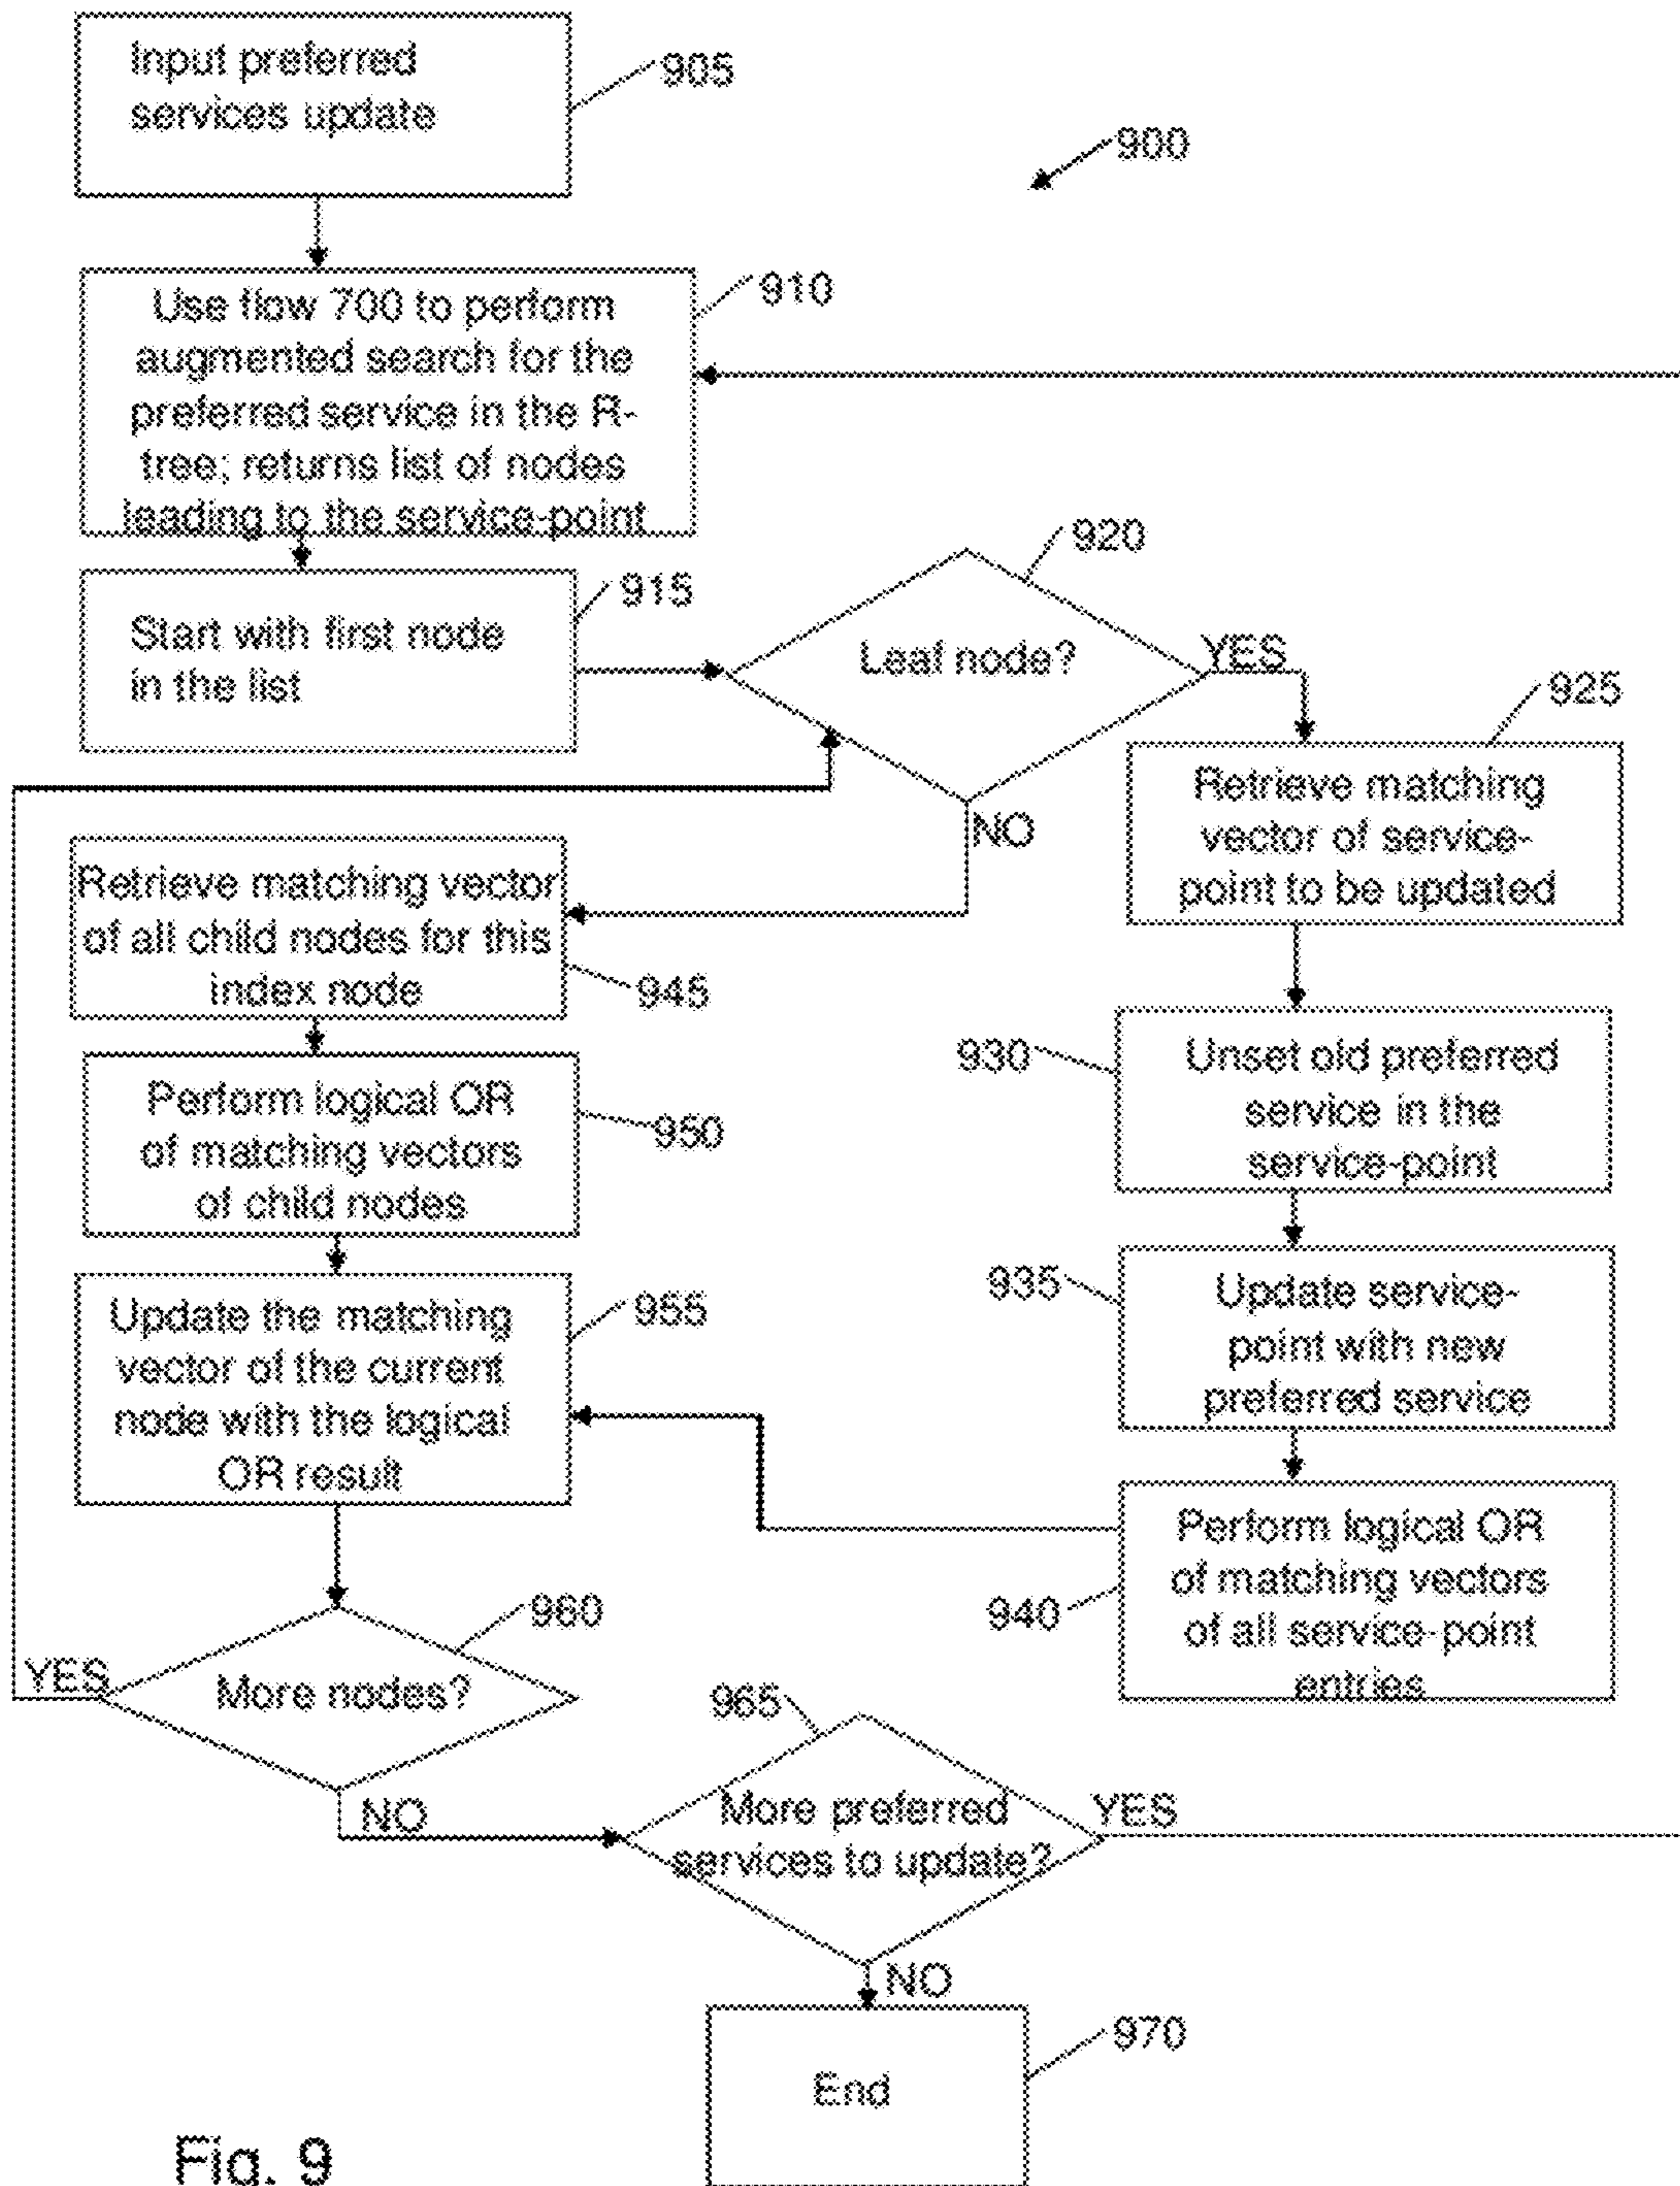 Input preferred
services update
905
900
Use flow 700 to perform
augmented search for the
preferred service in the R-
tree; returns list of nodes
leading to the service-point
910
Start with first node
in the list
915
Leaf node?
920
YES
NO
Retrieve matching
vector of service-
point to be updated
925
Retrieve matching vector
of all child nodes for this
index node
945
Unset old preferred
service in the
service-point
930
Perform logical OR
of matching vectors
of child nodes
950
Update service-
point with new
preferred service
935
Update the matching
vector of the current
node with the logical
OR result
955
Perform logical OR
of matching vectors
of all service-point
entries
940
More nodes?
960
YES
NO
More preferred
services to update?
965
YES
NO
End
970
Fig. 9